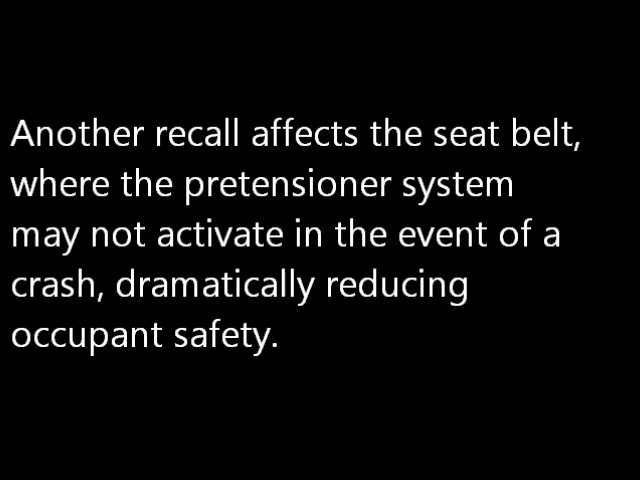 Another recall affects the seat belt,
where the pretensioner system
may not activate in the event of a
crash, dramatically reducing
occupant safety.